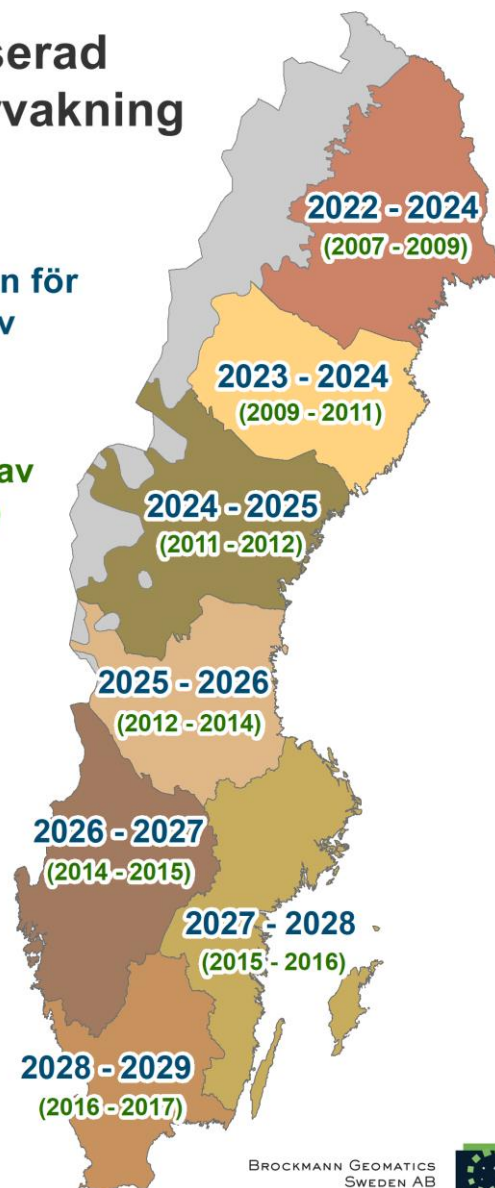 serad
vakning
n för
v
av
2022 - 2024
(2007 - 2009)
2023 - 2024
(2009 - 2011)
2024 - 2025
(2011 - 2012)
2025 - 2026
(2012 - 2014)
2026 - 2027
(2014 - 2015)
2027 - 2028
(2015 - 2016)
2028 - 2029
(2016 - 2017)
BROCKMANN GEOMATICS
SWEDEN AB